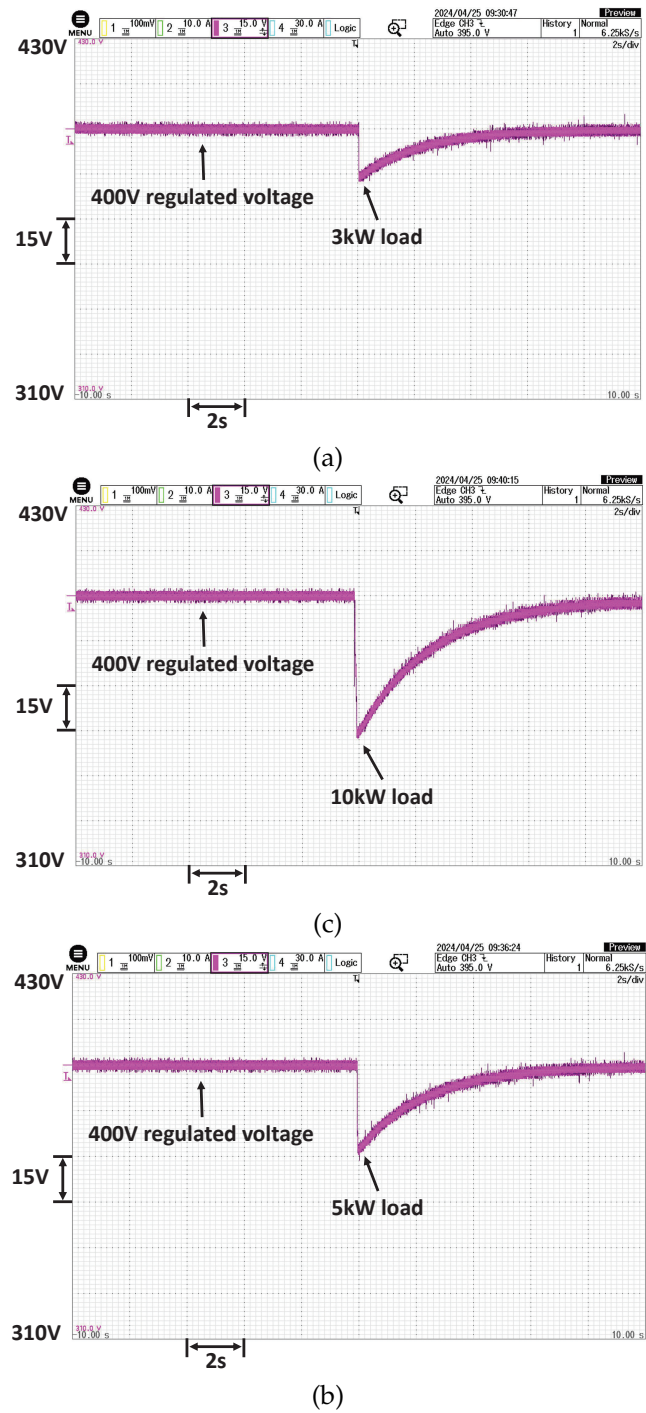 2024/04/25 09:30:47 Preview
MENU 1 100mV 2 10.0 A 3 15.0 V 4 30.0 A Logic Edge CH3 History Normal
Auto 395.0 V 1 6.25kS/s
430V 430.0 V 2s/div
400V regulated voltage
15V
3kW load
310V 310.0 V
-10.00 s 10.00 s
2s
(a)
2024/04/25 09:40:15 Preview
MENU 1 100mV 2 10.0 A 3 15.0 V 4 30.0 A Logic Edge CH3 History Normal
Auto 395.0 V 1 6.25kS/s
430V 430.0 V 2s/div
400V regulated voltage
15V
10kW load
310V 310.0 V
-10.00 s 10.00 s
2s
(c)
2024/04/25 09:36:24 Preview
MENU 1 100mV 2 10.0 A 3 15.0 V 4 30.0 A Logic Edge CH3 History Normal
Auto 395.0 V 1 6.25kS/s
430V 430.0 V 2s/div
400V regulated voltage
15V
5kW load
310V 310.0 V
-10.00 s 10.00 s
2s
(b)